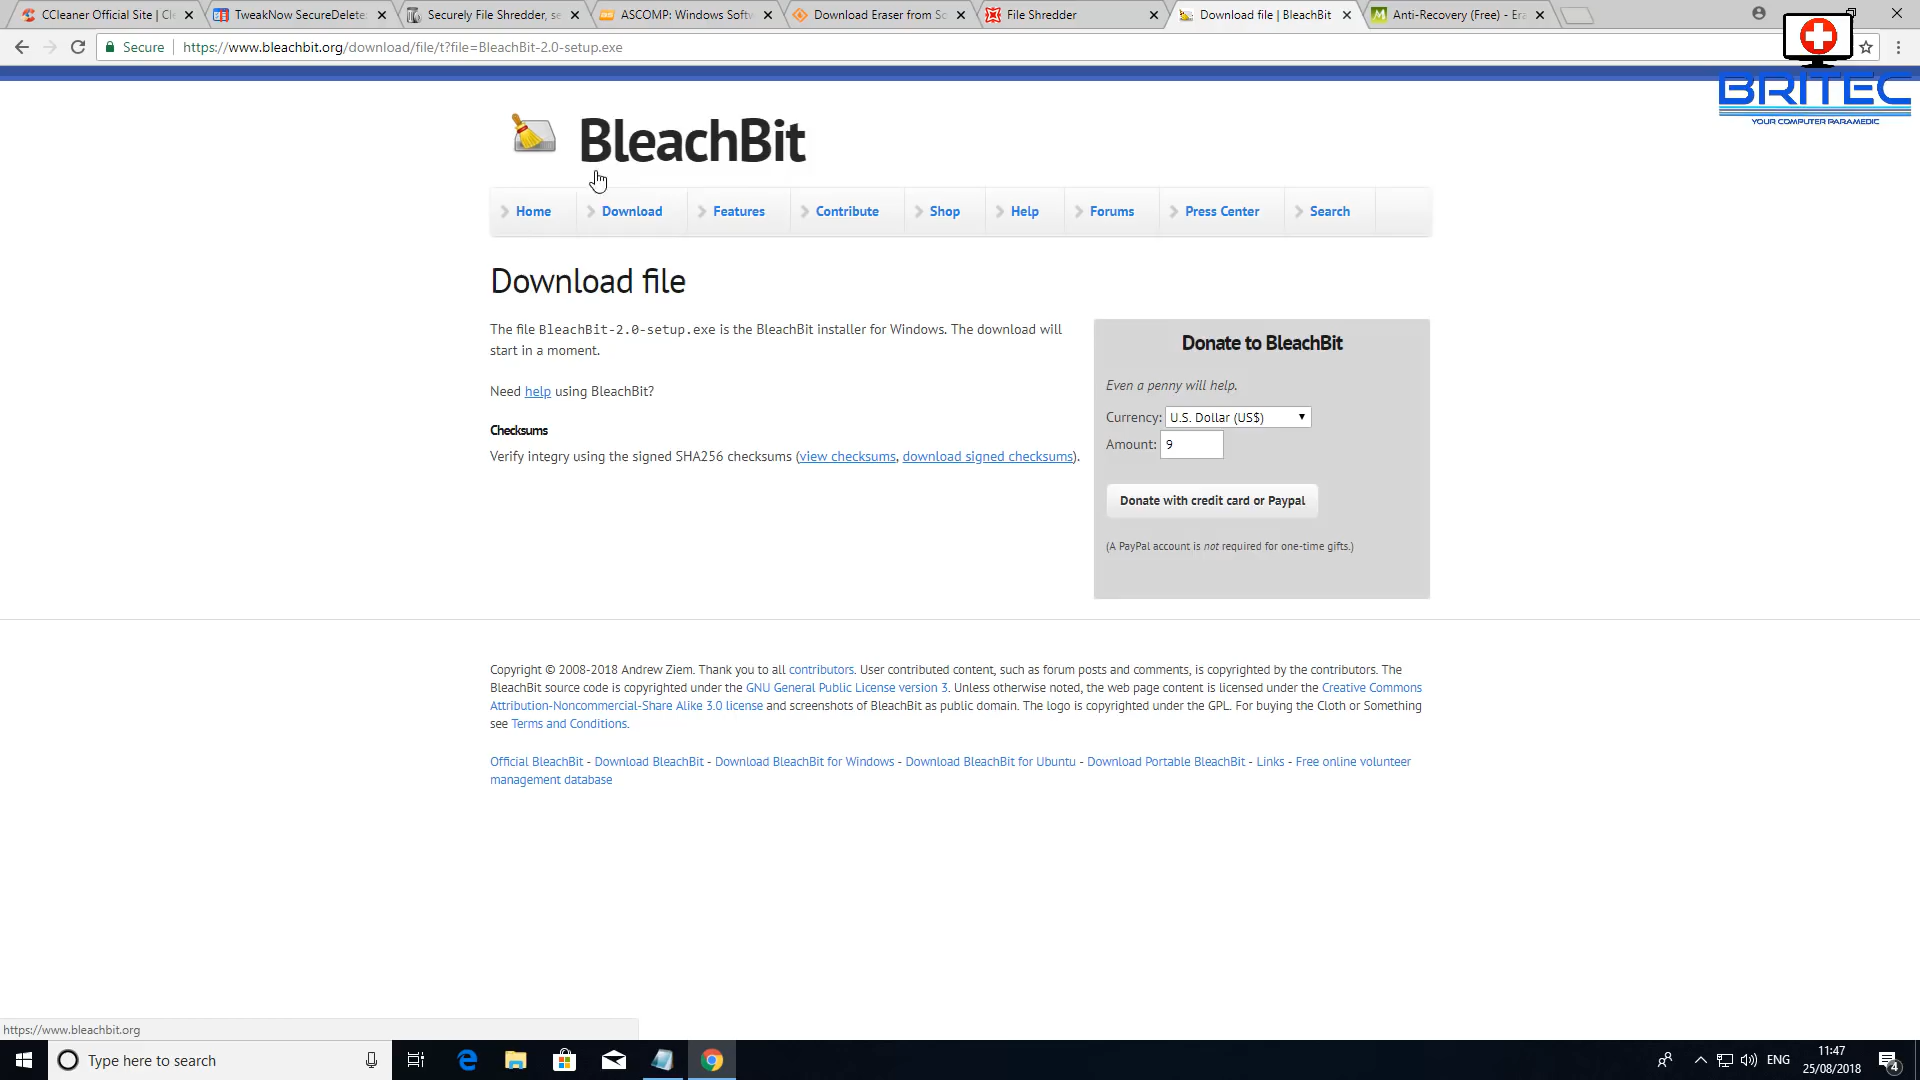 CCleaner Official Site | Cle
TweakNow SecureDelete
Securely File Shredder, se
ASCOMP: Windows Softw
Download Eraser from So
File Shredder
Download file | BleachBit
Anti-Recovery (Free) - Era
Secure
https://www.bleachbit.org/download/file/t?file=BleachBit-2.0-setup.exe
BRITEC
YOUR COMPUTER PARAMEDIC
BleachBit
Home
Download
Features
Contribute
Shop
Help
Forums
Press Center
Search
Download file
The file BleachBit-2.0-setup.exe is the BleachBit installer for Windows. The download will
start in a moment.
Need help using BleachBit?
Checksums
Verify integry using the signed SHA256 checksums (view checksums, download signed checksums).
Donate to BleachBit
Even a penny will help.
Currency: U.S. Dollar (US$)
Amount: 9
Donate with credit card or Paypal
(A PayPal account is not required for one-time gifts.)
Copyright © 2008-2018 Andrew Ziem. Thank you to all contributors. User contributed content, such as forum posts and comments, is copyrighted by the contributors. The
BleachBit source code is copyrighted under the GNU General Public License version 3. Unless otherwise noted, the web page content is licensed under the Creative Commons
Attribution-Noncommercial-Share Alike 3.0 license and screenshots of BleachBit as public domain. The logo is copyrighted under the GPL. For buying the Cloth or Something
see Terms and Conditions.
Official BleachBit - Download BleachBit - Download BleachBit for Windows - Download BleachBit for Ubuntu - Download Portable BleachBit - Links - Free online volunteer
management database
https://www.bleachbit.org
Type here to search
ENG
11:47
25/08/2018
4